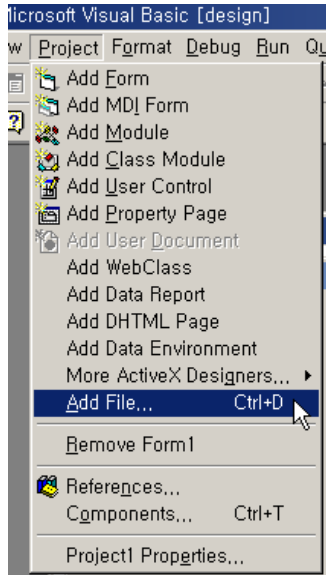 Microsoft Visual Basic [design]
w Project Format Debug Run Qu
Add Form
Add MDI Form
Add Module
Add Class Module
Add User Control
Add Property Page
Add User Document
Add WebClass
Add Data Report
Add DHTML Page
Add Data Environment
More ActiveX Designers...
Add File... Ctrl+D
Remove Form1
References...
Components... Ctrl+T
Project1 Properties...